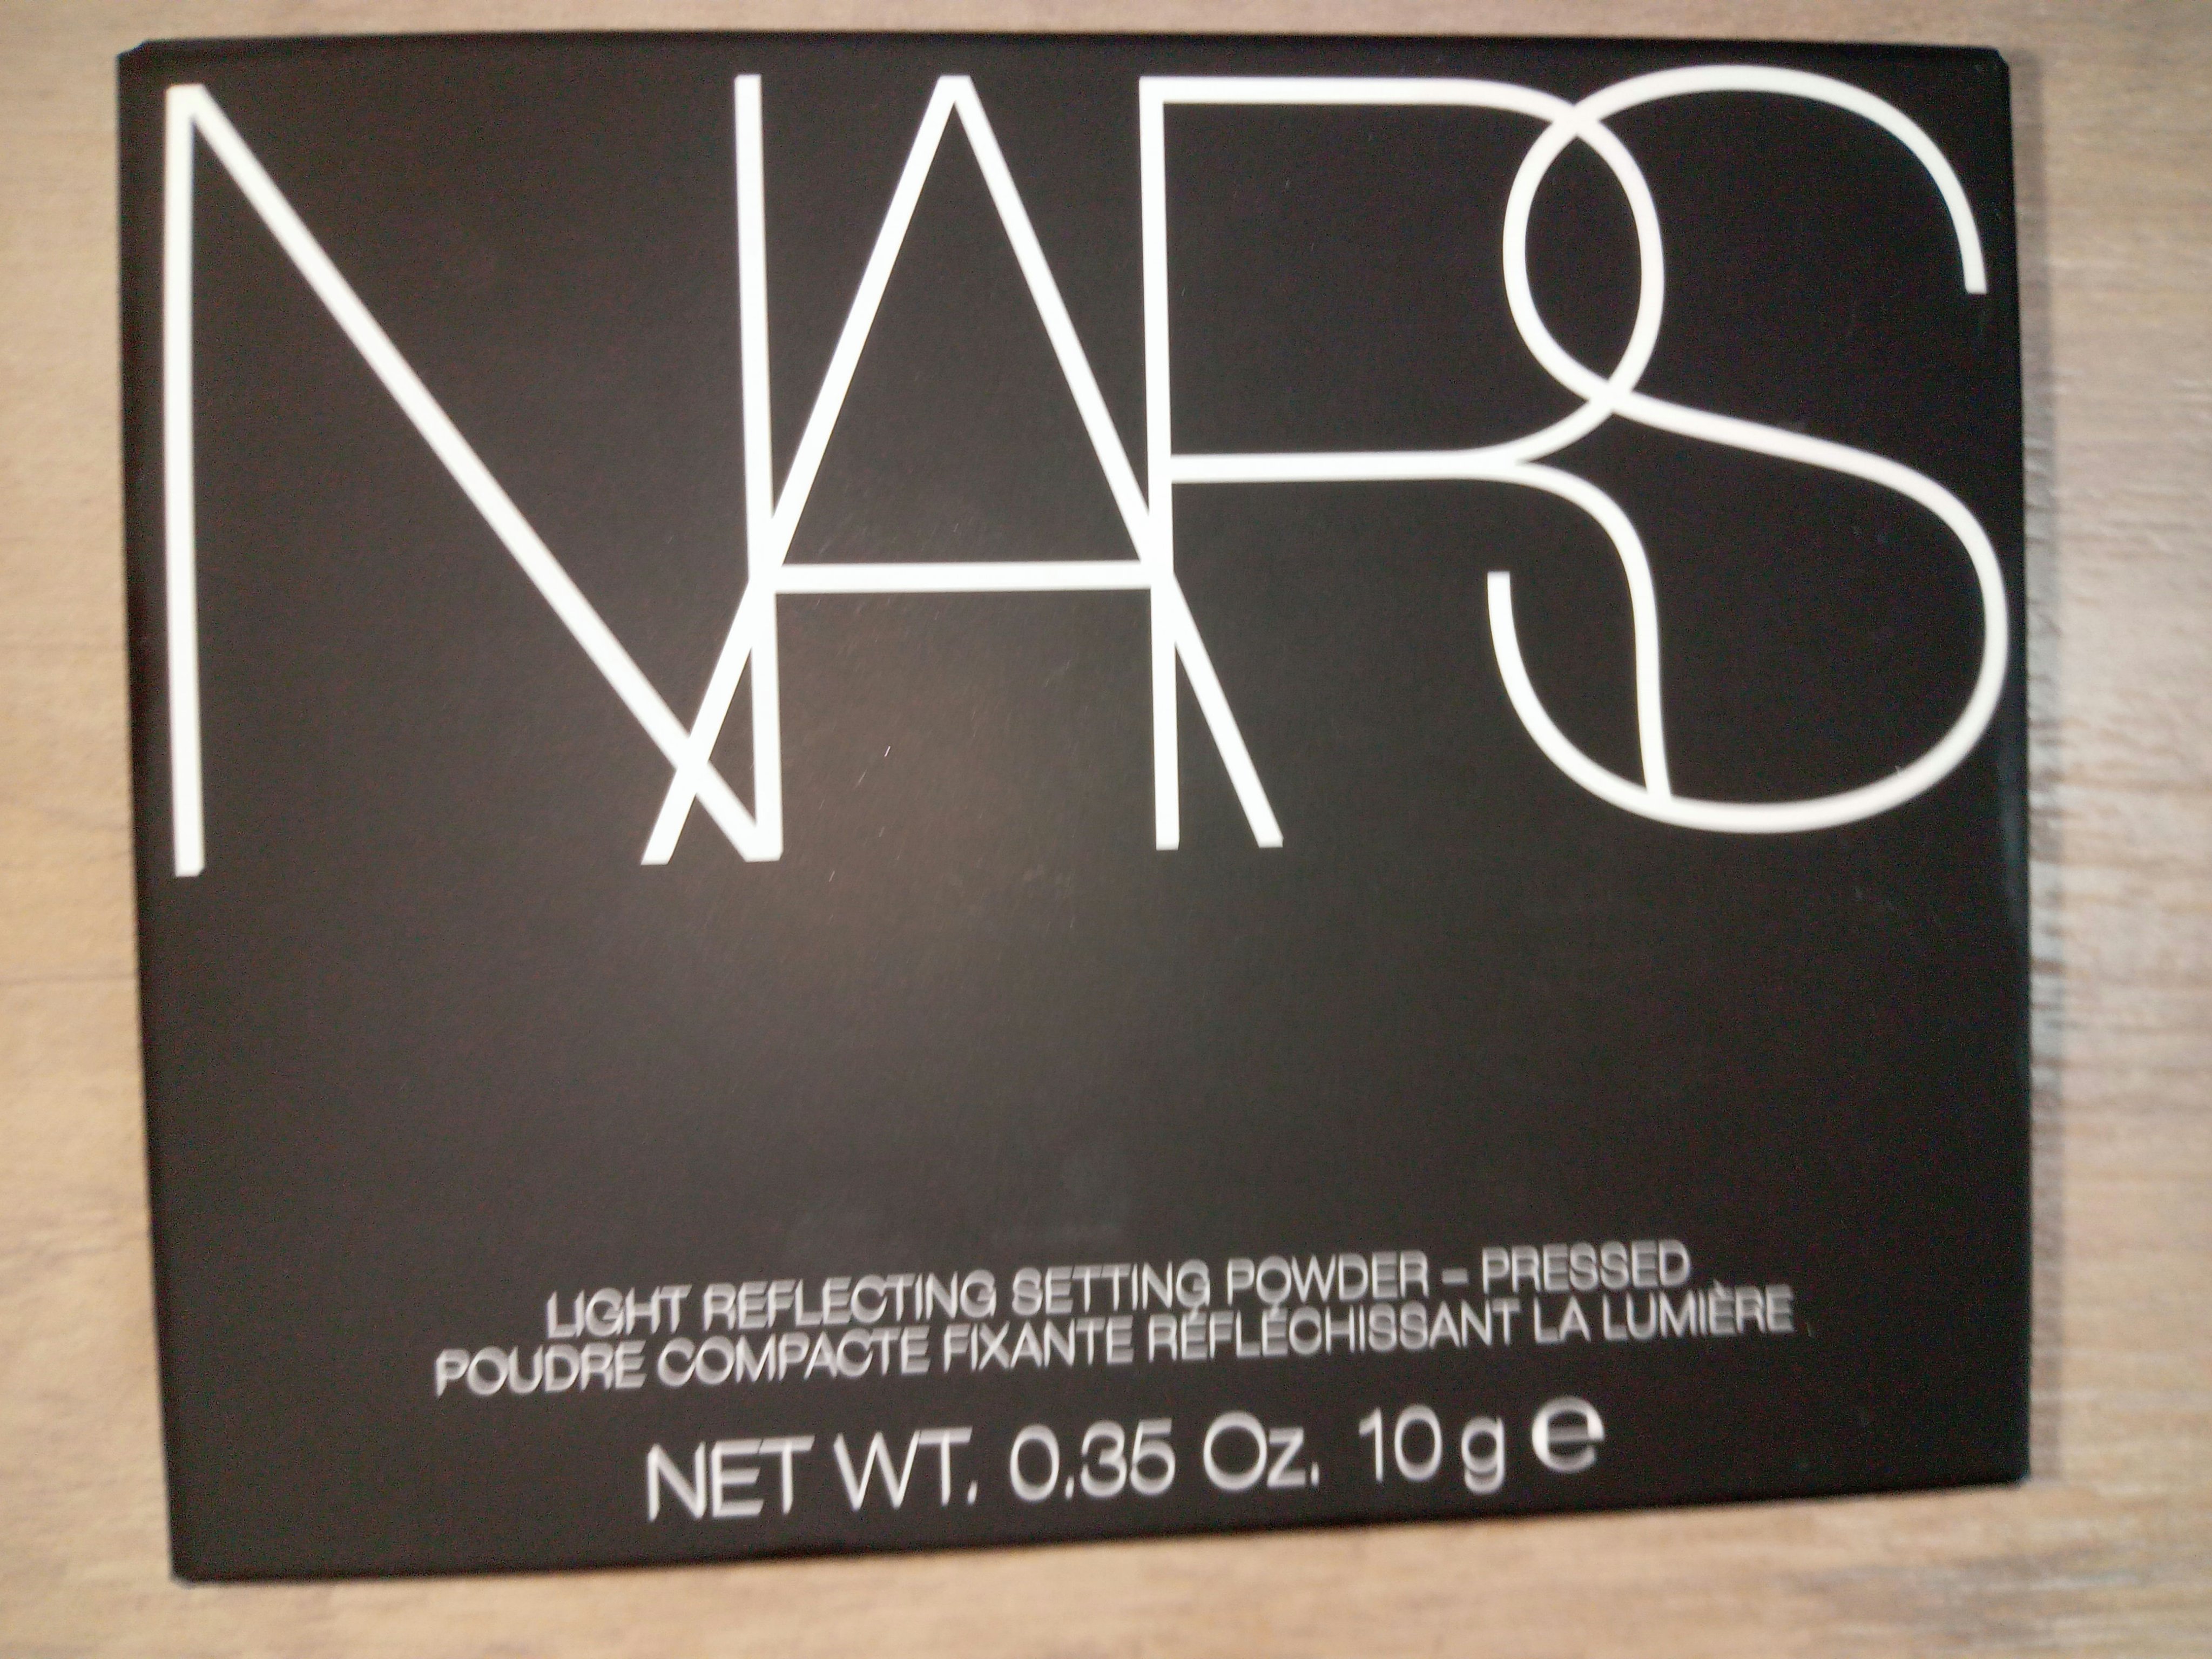 NARS
LIGHT REFLECTING SETTING POWDER – PRESSED
POUDRE COMPACTE FIXANTE RÉFLÉCHISSANT LA LUMIÈRE
NET WT. 0.35 Oz. 10 g ℮